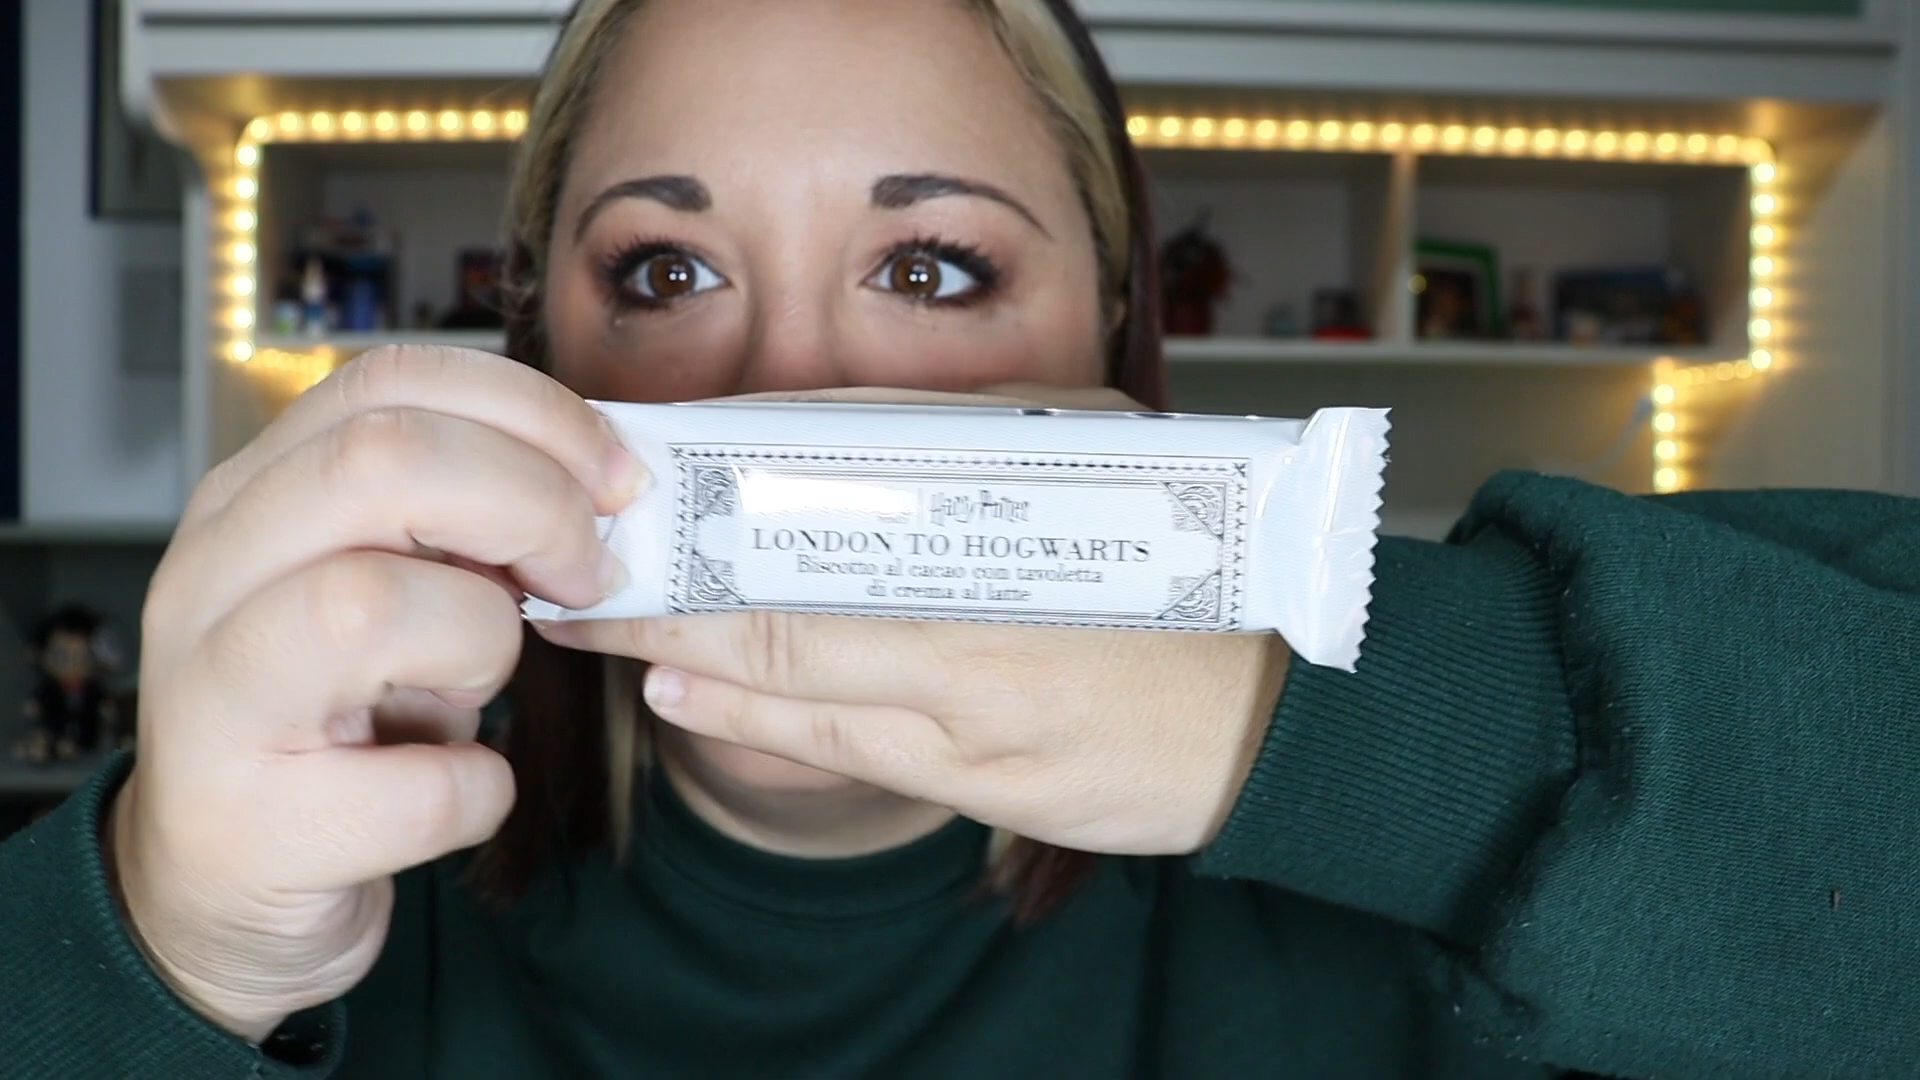 Harry Potter
LONDON TO HOGWARTS
Biscotto al cacao con tavoletta
di crema al latte